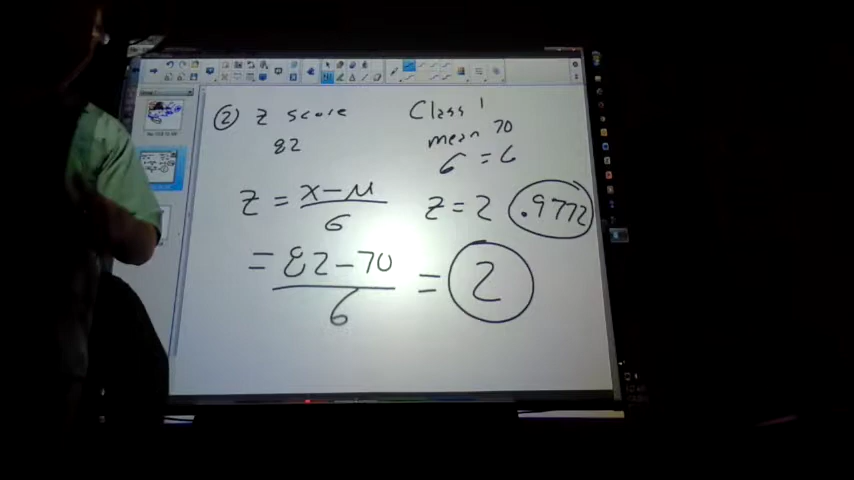 ② Z score
82
Class 1
mean 70
σ = 6
Z = x-μ/σ
Z = 2 .9772
= 82-70/6 = 2